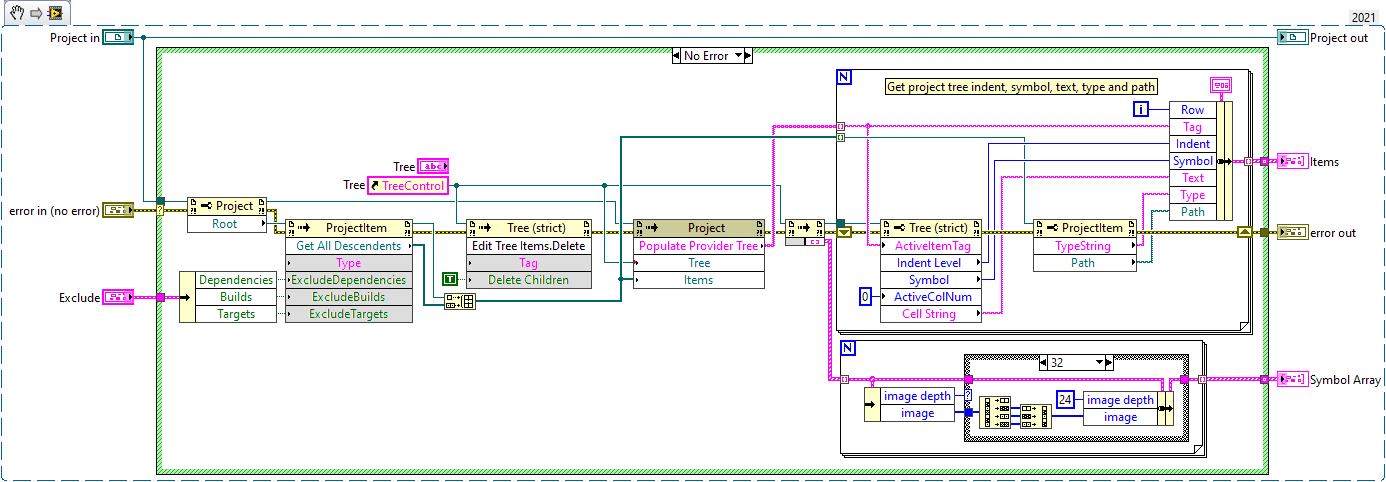 2021
Project in
Project out
No Error
N
Get project tree indent, symbol, text, type and path
i
Row
Tag
Indent
Symbol
Text
Type
Path
Items
Tree
abc
Tree
TreeControl
error in (no error)
?
Project
Root
ProjectItem
Get All Descendents
Type
ExcludeDependencies
ExcludeBuilds
ExcludeTargets
Tree (strict)
Edit Tree Items.Delete
Tag
T
Delete Children
Project
Populate Provider Tree
Tree
Items
Tree (strict)
ActiveItemTag
Indent Level
Symbol
0
ActiveColNum
Cell String
ProjectItem
TypeString
Path
error out
Exclude
Dependencies
Builds
Targets
N
32
image depth
?
image
24
image depth
image
Symbol Array